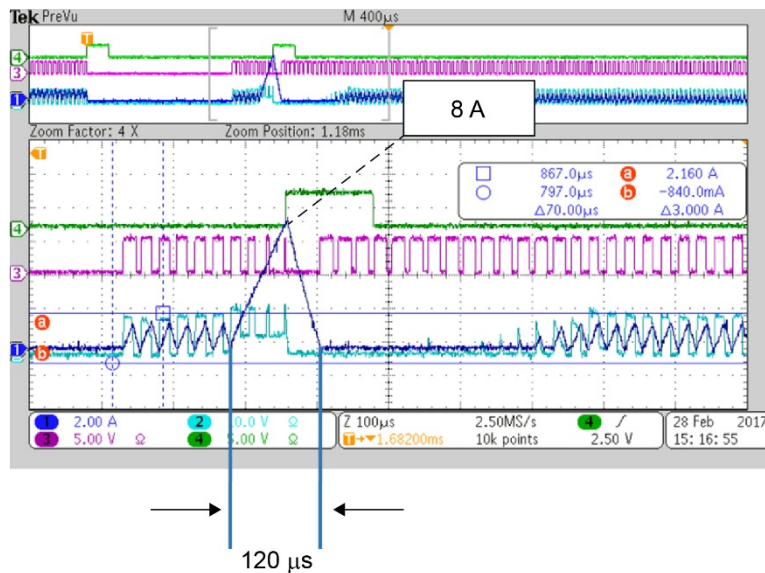 Tek PreVu M 400µs
T
4
3
1
8 A
Zoom Factor: 4 X Zoom Position: 1.18ms
T
867.0µs a 2.160 A
797.0µs b −840.0mA
Δ70.00µs Δ3.000 A
4
3
a
1 b
1 2.00 A 2 10.0 V Ω Z 100µs 2.50MS/s 4 28 Feb 2017
3 5.00 V Ω 4 5.00 V Ω T→▼1.68200ms 10k points 2.50 V 15: 16: 55
120 µs